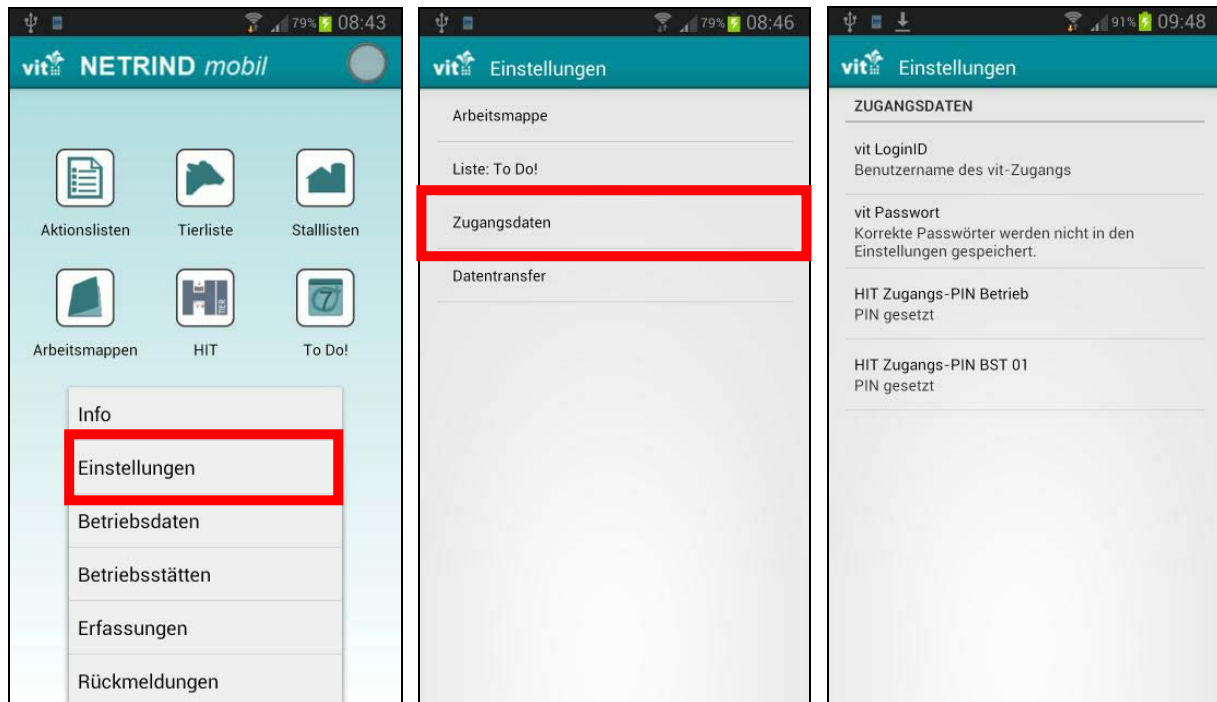 79% 08:43
vit NETRIND mobil
Aktionslisten Tierliste Stalllisten
HI TIER 7
Arbeitsmappen HIT To Do!
Info
Einstellungen
Betriebsdaten
Betriebsstätten
Erfassungen
Rückmeldungen
79% 08:46
vit Einstellungen
Arbeitsmappe
Liste: To Do!
Zugangsdaten
Datentransfer
91% 09:48
vit Einstellungen
ZUGANGSDATEN
vit LoginID
Benutzername des vit-Zugangs
vit Passwort
Korrekte Passwörter werden nicht in den
Einstellungen gespeichert.
HIT Zugangs-PIN Betrieb
PIN gesetzt
HIT Zugangs-PIN BST 01
PIN gesetzt